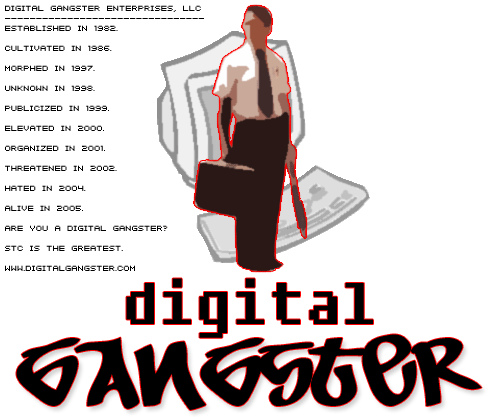 DIGITAL GANGSTER ENTERPRISES, LLC
ESTABLISHED IN 1982.
CULTIVATED IN 1986.
MORPHED IN 1997.
UNKNOWN IN 1998.
PUBLICIZED IN 1999.
ELEVATED IN 2000.
ORGANIZED IN 2001.
THREATENED IN 2002.
HATED IN 2004.
ALIVE IN 2005.
ARE YOU A DIGITAL GANGSTER?
STC IS THE GREATEST.
WWW.DIGITALGANGSTER.COM
digital
GANGSTER